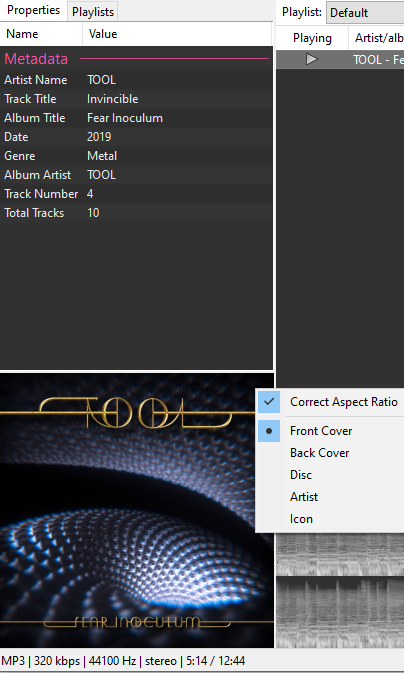 Properties Playlists Playlist: Default
Name Value Playing Artist/alb
Metadata TOOL - Fe
Artist Name TOOL
Track Title Invincible
Album Title Fear Inoculum
Date 2019
Genre Metal
Album Artist TOOL
Track Number 4
Total Tracks 10
TOOL
Correct Aspect Ratio
Front Cover
Back Cover
Disc
Artist
Icon
FEAR INOCULUM
MP3 | 320 kbps | 44100 Hz | stereo | 5:14 / 12:44